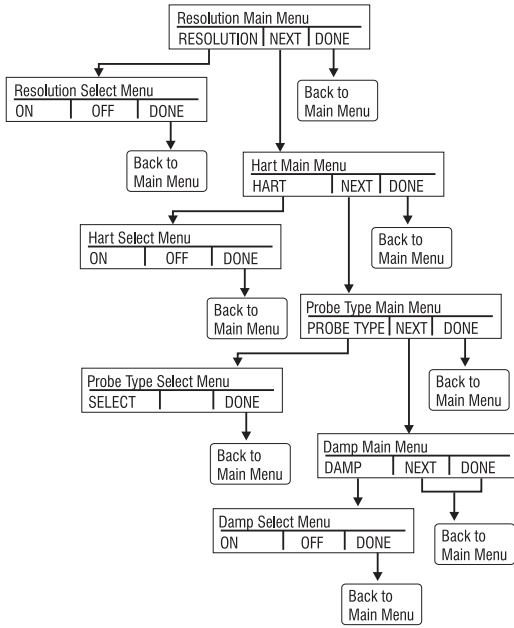 Resolution Main Menu
RESOLUTION NEXT DONE
Resolution Select Menu
ON OFF DONE
Back to
Main Menu
Back to
Main Menu
Hart Main Menu
HART NEXT DONE
Hart Select Menu
ON OFF DONE
Back to
Main Menu
Back to
Main Menu
Probe Type Main Menu
PROBE TYPE NEXT DONE
Probe Type Select Menu
SELECT DONE
Back to
Main Menu
Back to
Main Menu
Damp Main Menu
DAMP NEXT DONE
Damp Select Menu
ON OFF DONE
Back to
Main Menu
Back to
Main Menu